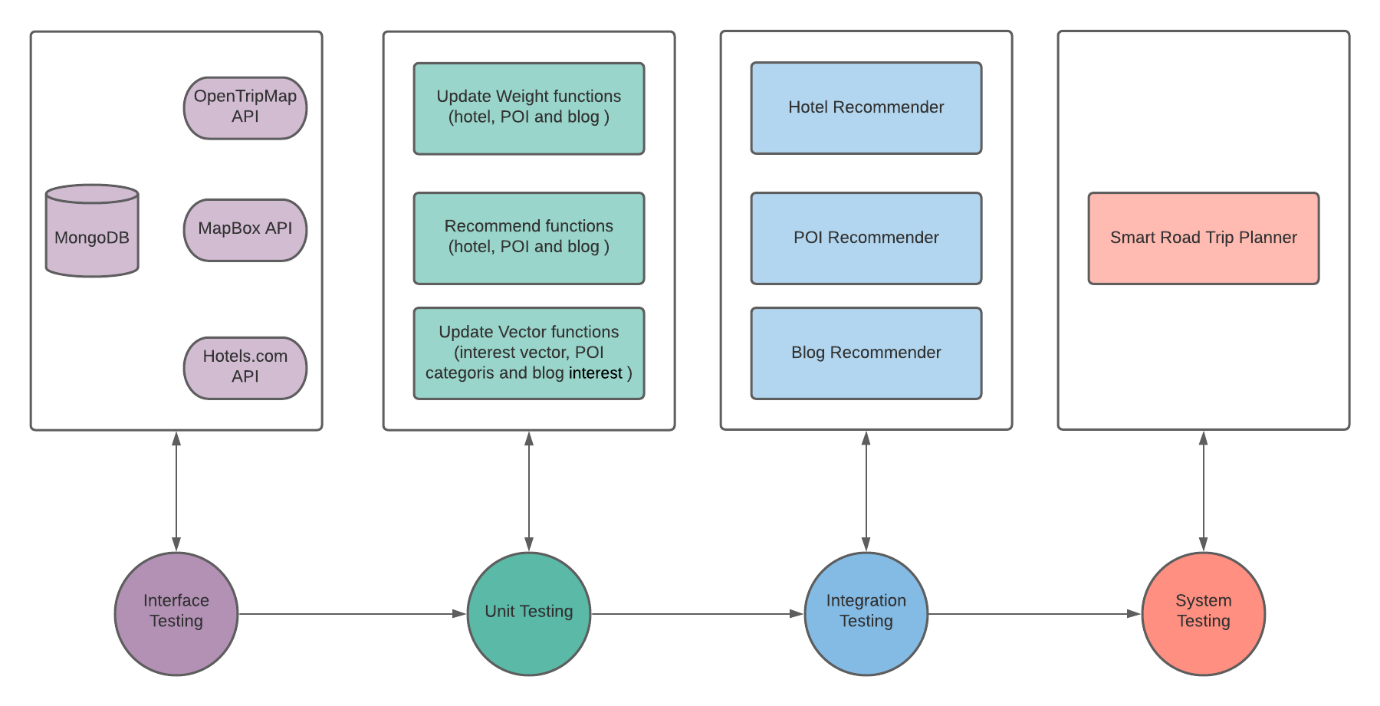 OpenTripMap
API
MongoDB
MapBox API
Hotels.com
API
Update Weight functions
(hotel, POI and blog )
Recommend functions
(hotel, POI and blog )
Update Vector functions
(interest vector, POI
categoris and blog interest )
Hotel Recommender
POI Recommender
Blog Recommender
Smart Road Trip Planner
Interface
Testing
Unit Testing
Integration
Testing
System
Testing